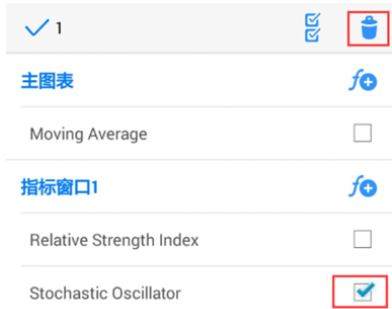 1
主图表
Moving Average
指标窗口1
Relative Strength Index
Stochastic Oscillator